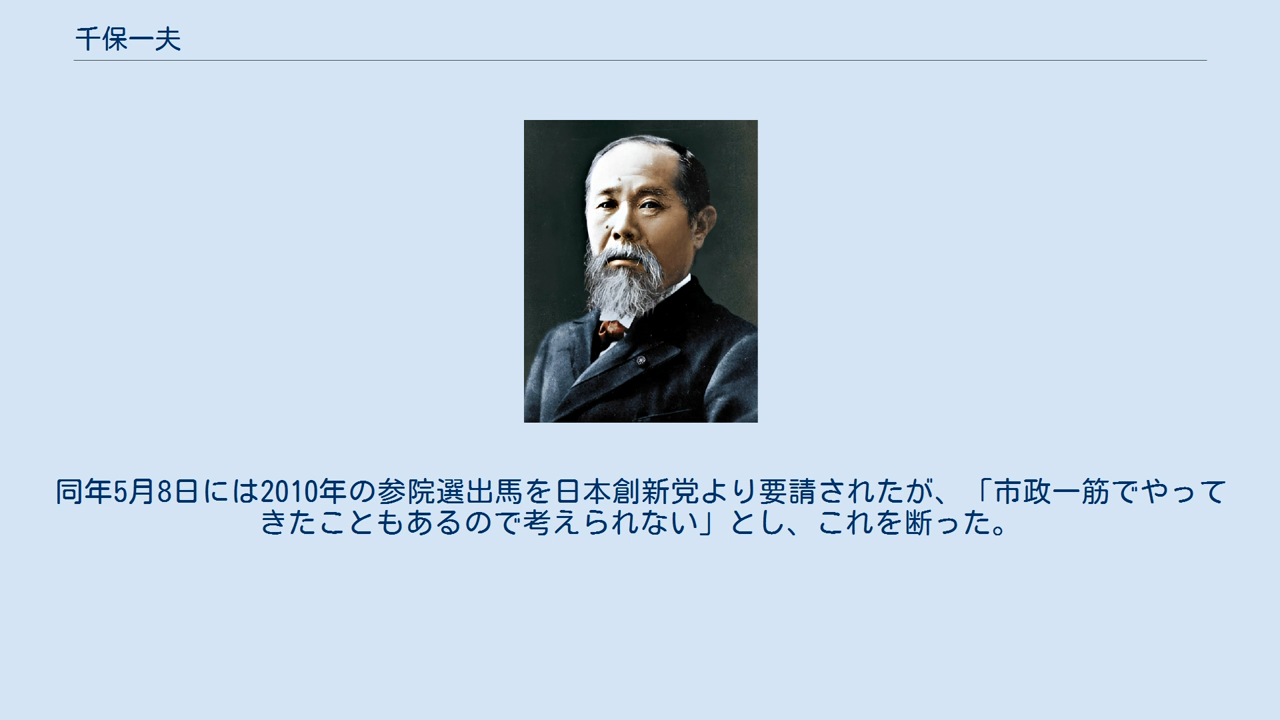 千保一夫
同年5月8日には2010年の参院選出馬を日本創新党より要請されたが、「市政一筋でやって
きたこともあるので考えられない」とし、これを断った。